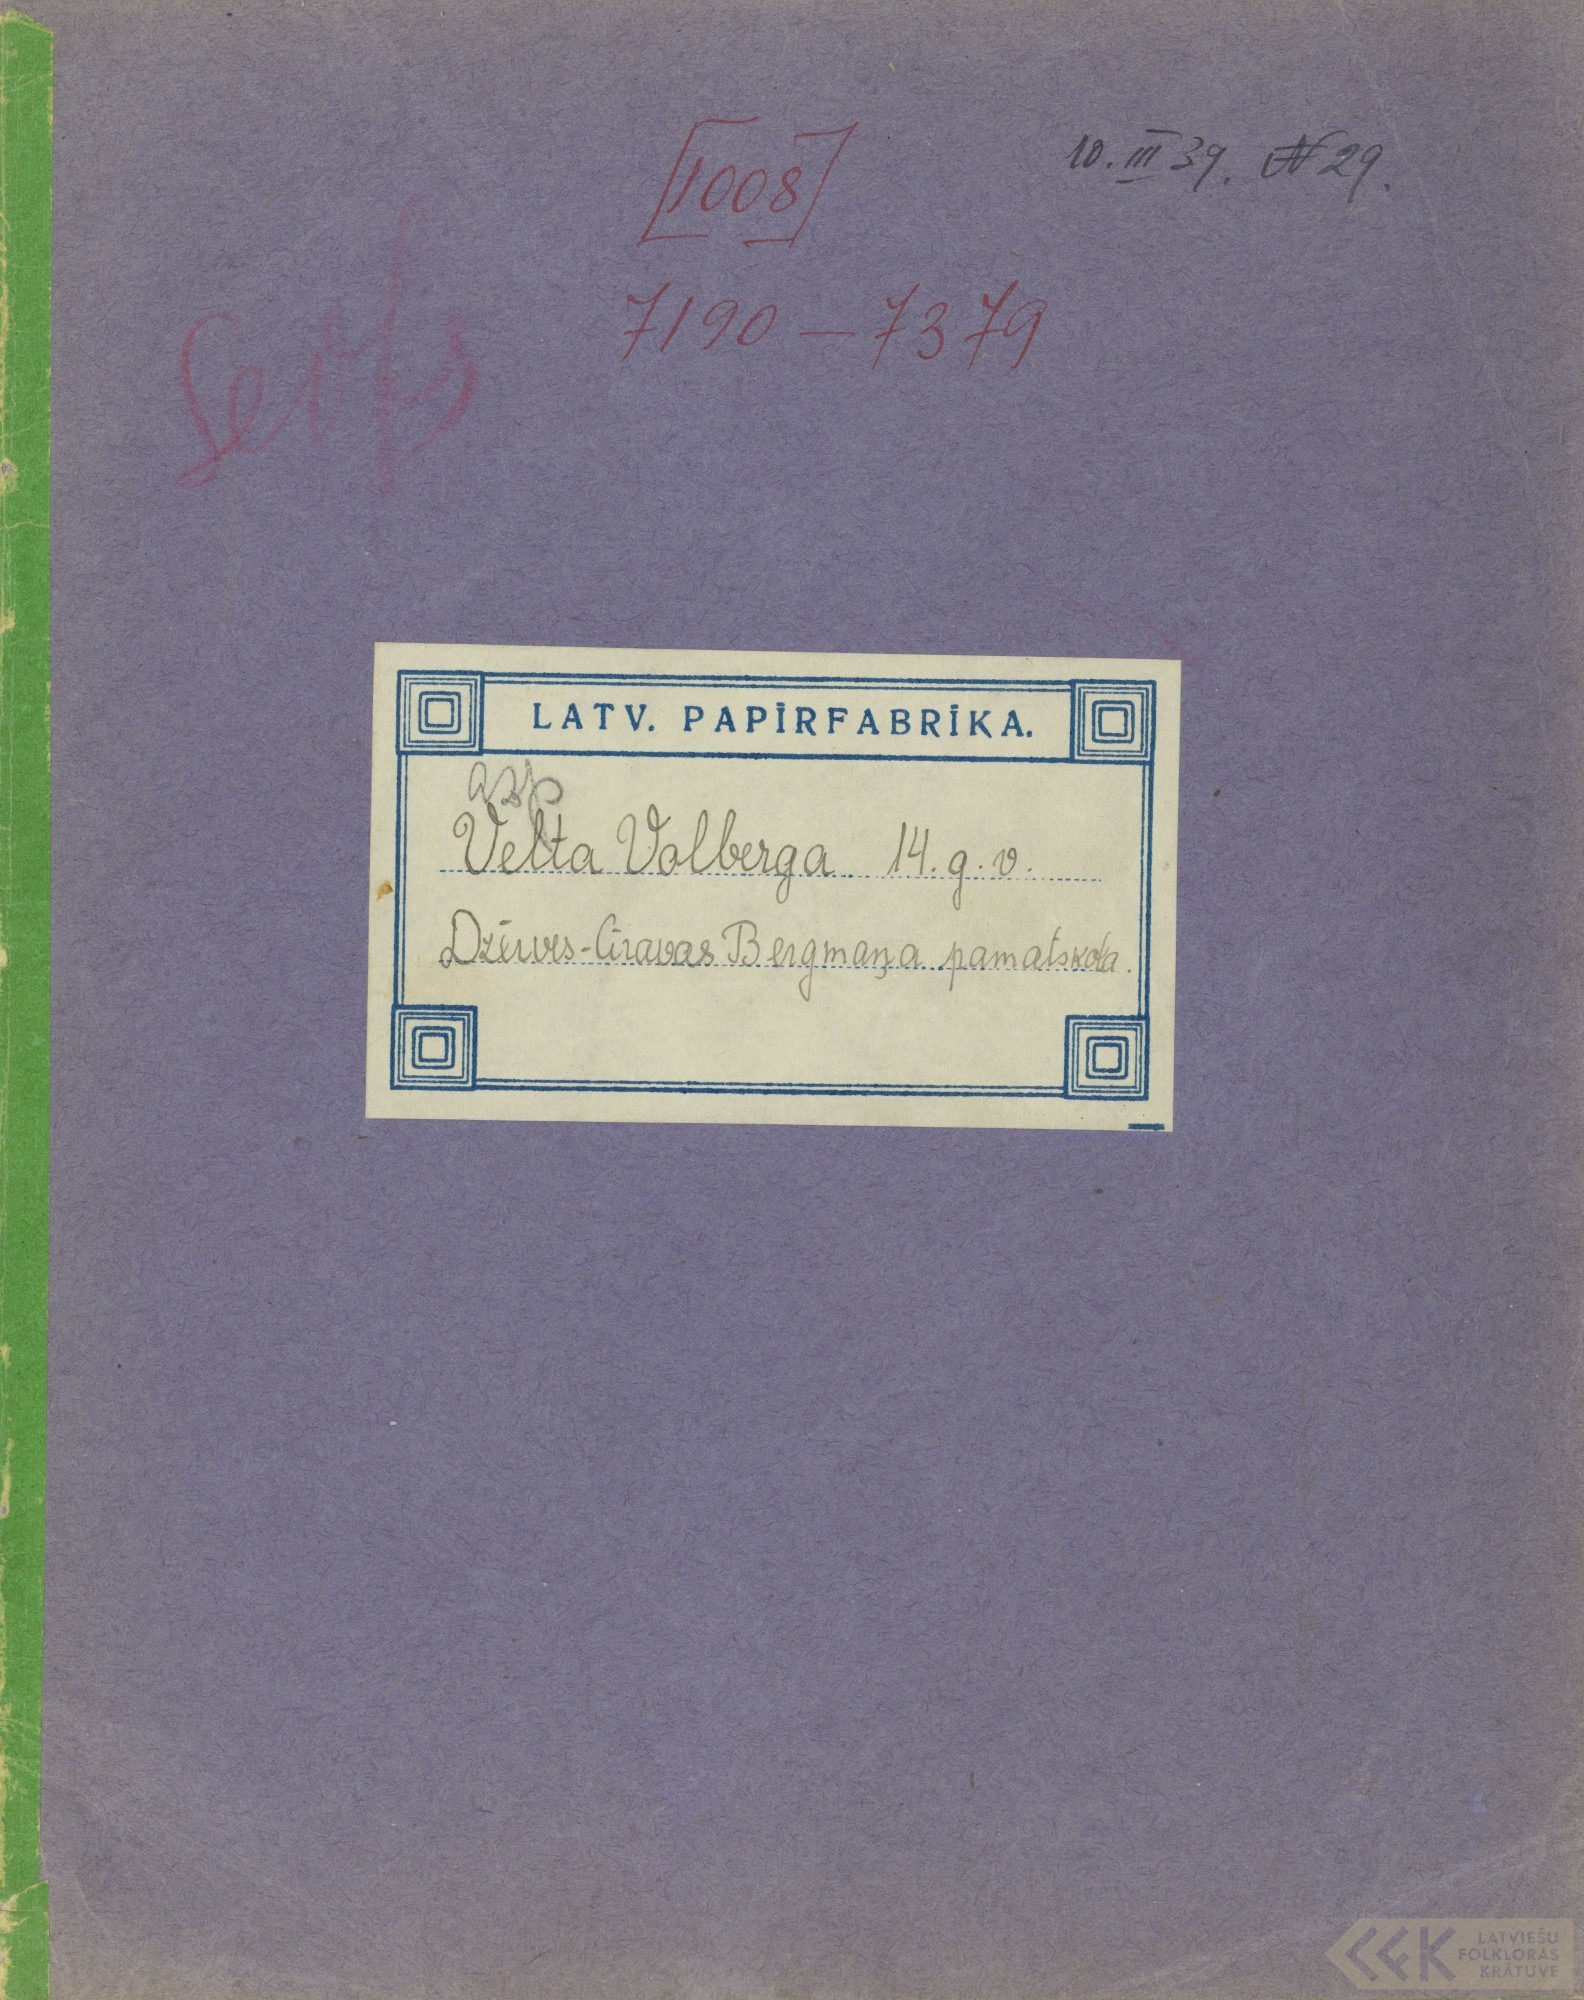 [1008]
10. III 39. N 29.
7190 – 7379
LATV. PAPĪRFABRĪKA.
Velta Volberga 14. g. v.
Dzērves-Cīravas Bergmaņa pamatskola.
LATVIEŠU
FOLKLORAS
KRĀTUVE